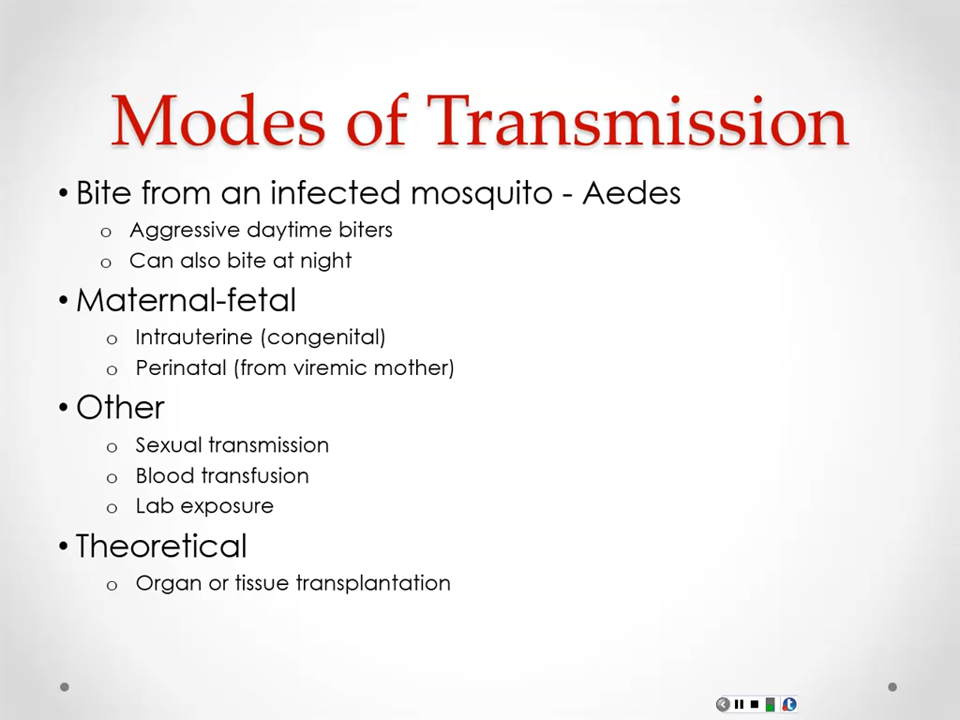 Modes of Transmission
• Bite from an infected mosquito - Aedes
o Aggressive daytime biters
o Can also bite at night
• Maternal-fetal
o Intrauterine (congenital)
o Perinatal (from viremic mother)
• Other
o Sexual transmission
o Blood transfusion
o Lab exposure
• Theoretical
o Organ or tissue transplantation